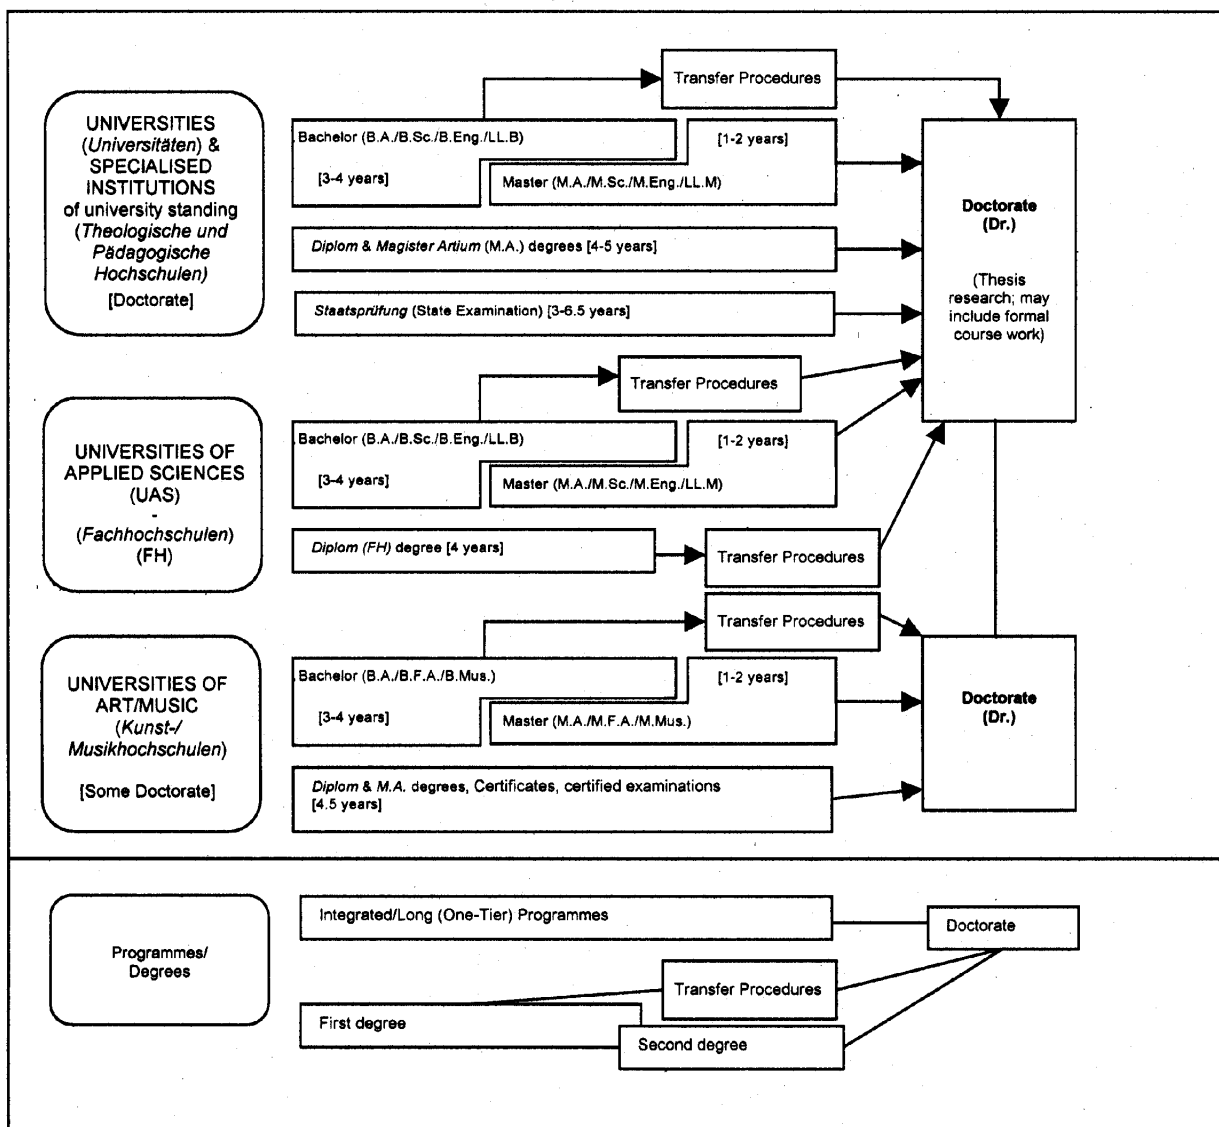 Transfer Procedures
UNIVERSITIES
(Universitäten) &
SPECIALISED
INSTITUTIONS
of university standing
(Theologische und
Pädagogische
Hochschulen)
[Doctorate]
Bachelor (B.A./B.Sc./B.Eng./LL.B)
[3-4 years]
[1-2 years]
Master (M.A./M.Sc./M.Eng./LL.M)
Diplom & Magister Artium (M.A.) degrees [4-5 years]
Staatsprüfung (State Examination) [3-6.5 years]
Doctorate
(Dr.)
(Thesis
research; may
include formal
course work)
Transfer Procedures
UNIVERSITIES OF
APPLIED SCIENCES
(UAS)
-
(Fachhochschulen)
(FH)
Bachelor (B.A./B.Sc./B.Eng./LL.B)
[3-4 years]
[1-2 years]
Master (M.A./M.Sc./M.Eng./LL.M)
Diplom (FH) degree [4 years]
Transfer Procedures
Transfer Procedures
UNIVERSITIES OF
ART/MUSIC
(Kunst-/
Musikhochschulen)
[Some Doctorate]
Bachelor (B.A./B.F.A./B.Mus.)
[3-4 years]
[1-2 years]
Master (M.A./M.F.A./M.Mus.)
Diplom & M.A. degrees, Certificates, certified examinations
[4.5 years]
Doctorate
(Dr.)
Programmes/
Degrees
Integrated/Long (One-Tier) Programmes
Doctorate
Transfer Procedures
First degree
Second degree